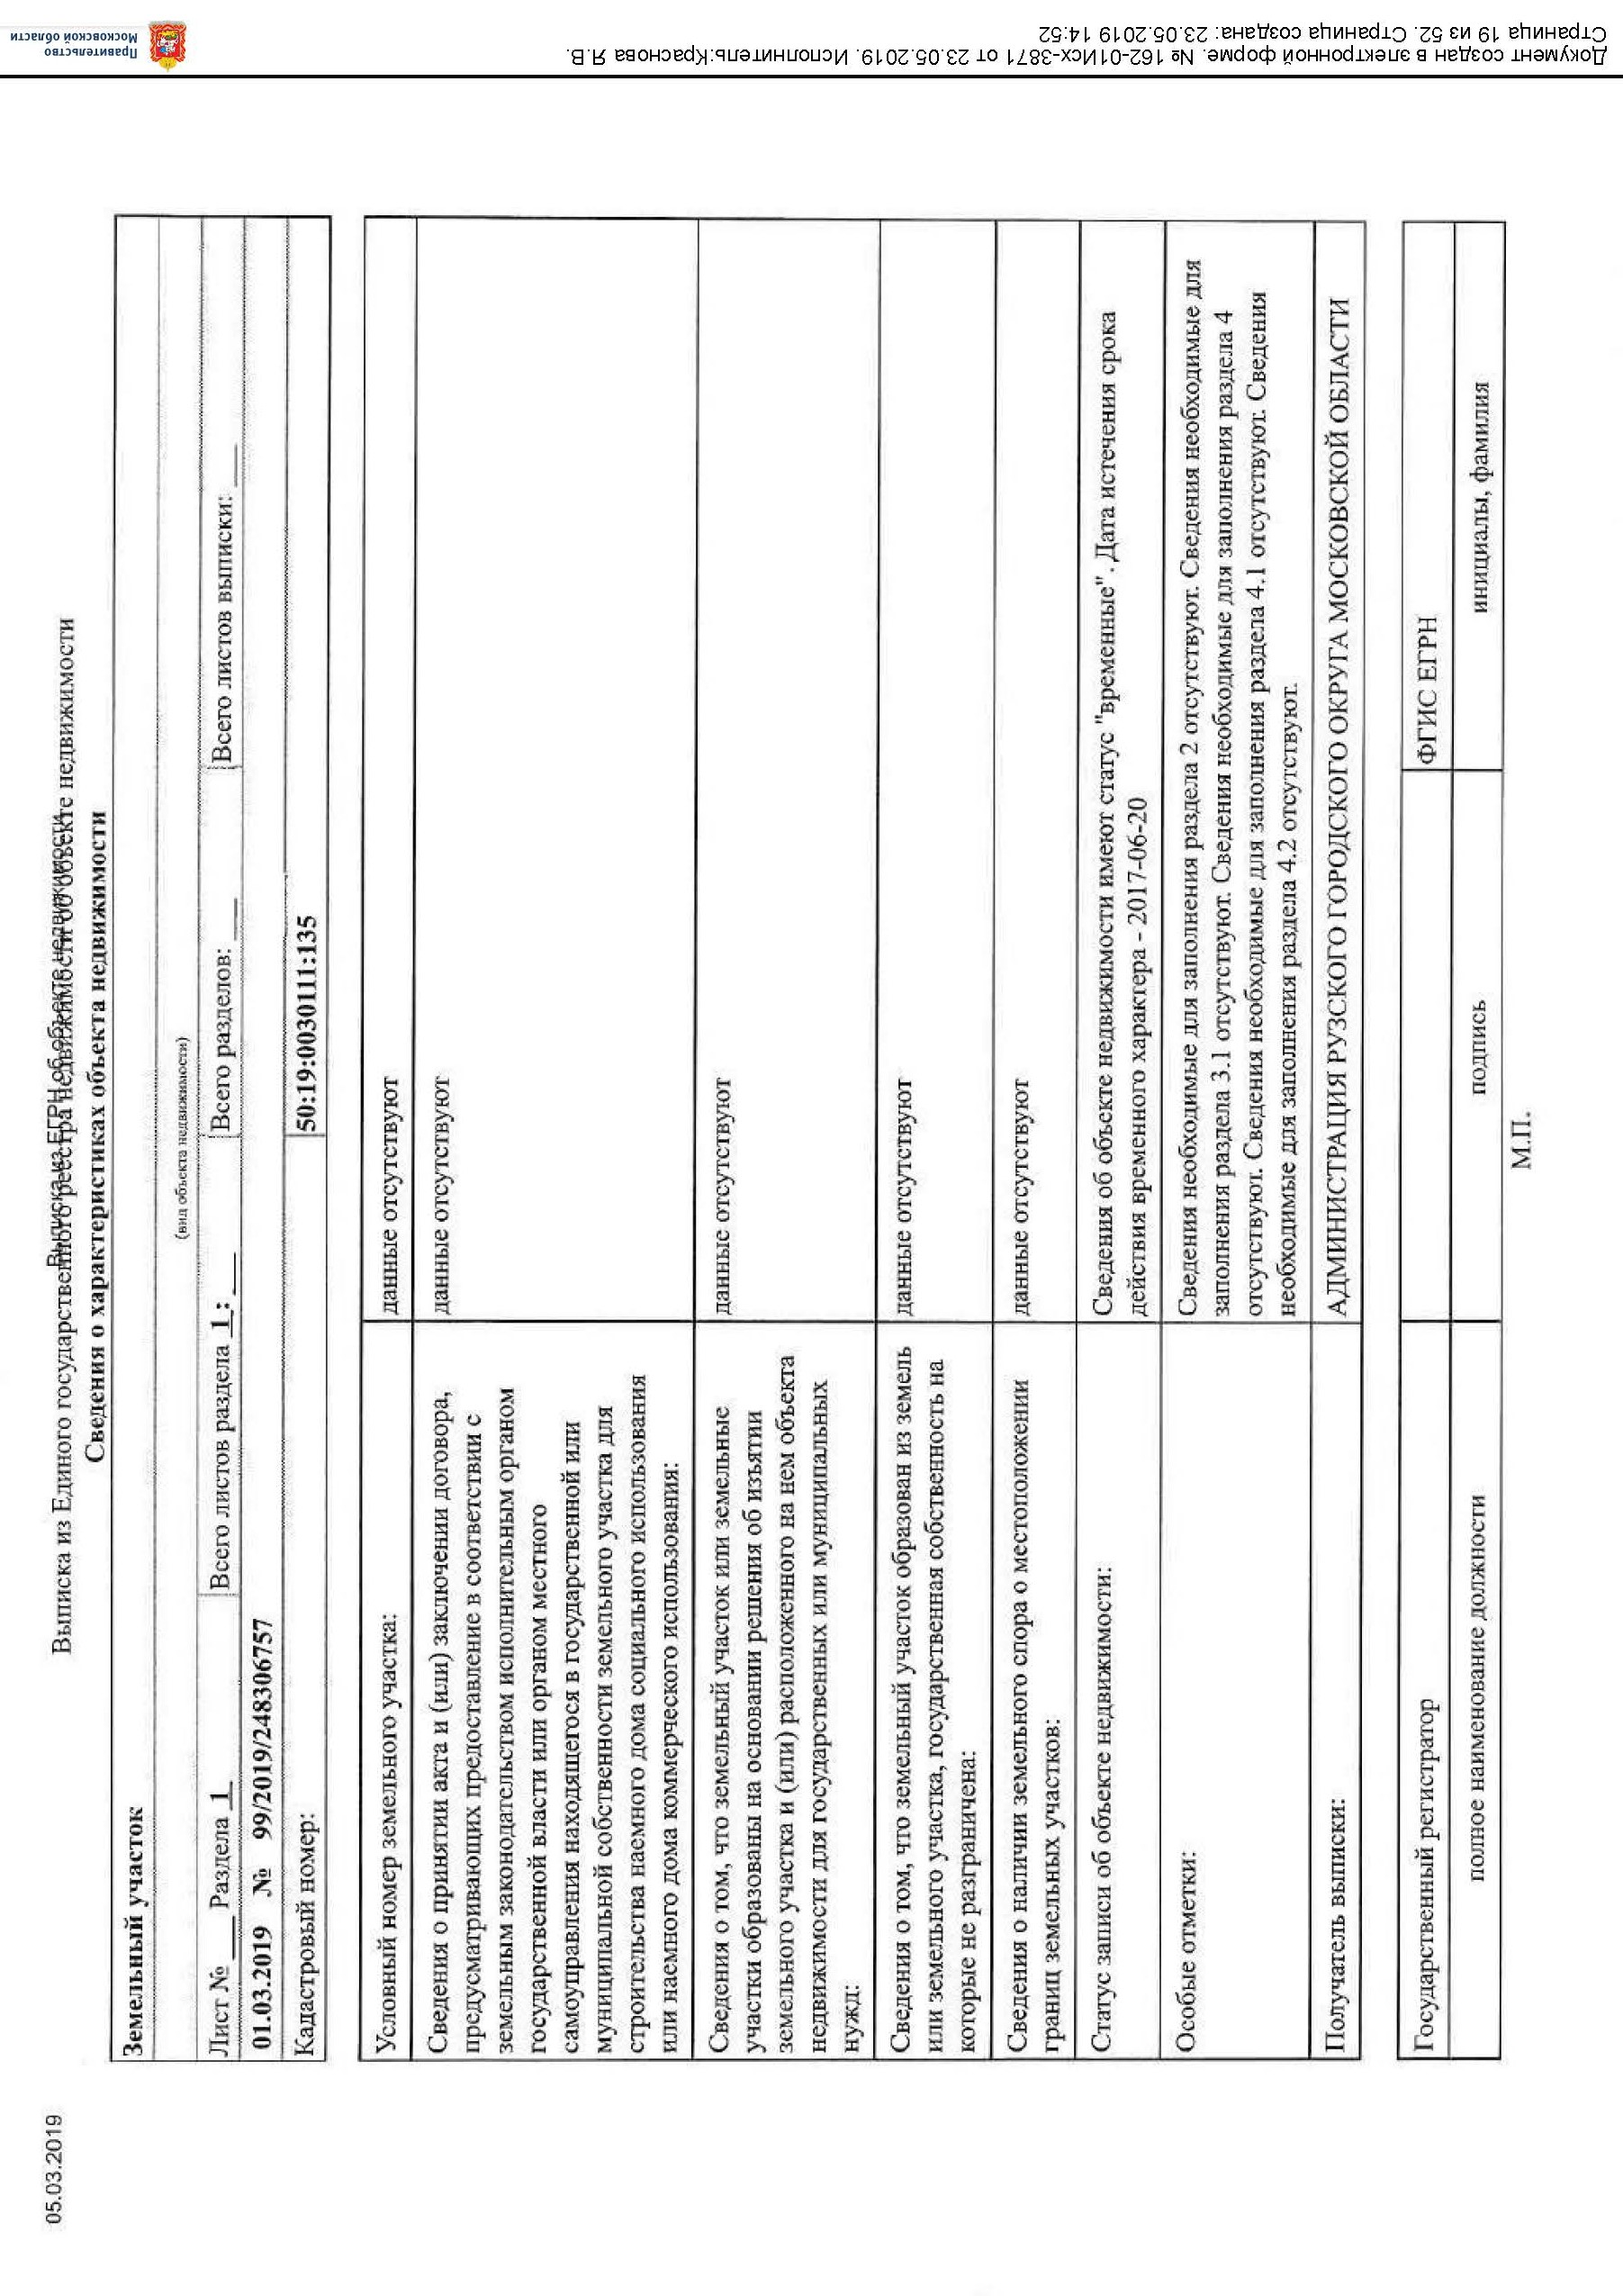 Документ создан в электронной форме. № 162-01Исх-3871 от 23.05.2019. Исполнитель:Краснова Я.В.
Страница 19 из 52. Страница создана: 23.05.2019 14:52
Правительство
Московской области
05.03.2019
Выписка из ЕГРН об объекте недвижимости
Выписка из Единого государственного реестра недвижимости об объекте недвижимости
Сведения о характеристиках объекта недвижимости
Земельный участок
(вид объекта недвижимости)
Лист № ___ Раздела 1
Всего листов раздела 1 : ___
Всего разделов: ___
Всего листов выписки: ___
01.03.2019 № 99/2019/248306757
Кадастровый номер:
50:19:0030111:135
Условный номер земельного участка:
данные отсутствуют
Сведения о принятии акта и (или) заключении договора,
предусматривающих предоставление в соответствии с
земельным законодательством исполнительным органом
государственной власти или органом местного
самоуправления находящегося в государственной или
муниципальной собственности земельного участка для
строительства наемного дома социального использования
или наемного дома коммерческого использования:
данные отсутствуют
Сведения о том, что земельный участок или земельные
участки образованы на основании решения об изъятии
земельного участка и (или) расположенного на нем объекта
недвижимости для государственных или муниципальных
нужд:
данные отсутствуют
Сведения о том, что земельный участок образован из земель
или земельного участка, государственная собственность на
которые не разграничена:
данные отсутствуют
Сведения о наличии земельного спора о местоположении
границ земельных участков:
данные отсутствуют
Статус записи об объекте недвижимости:
Сведения об объекте недвижимости имеют статус "временные". Дата истечения срока
действия временного характера - 2017-06-20
Особые отметки:
Сведения необходимые для заполнения раздела 2 отсутствуют. Сведения необходимые для
заполнения раздела 3.1 отсутствуют. Сведения необходимые для заполнения раздела 4
отсутствуют. Сведения необходимые для заполнения раздела 4.1 отсутствуют. Сведения
необходимые для заполнения раздела 4.2 отсутствуют.
Получатель выписки:
АДМИНИСТРАЦИЯ РУЗСКОГО ГОРОДСКОГО ОКРУГА МОСКОВСКОЙ ОБЛАСТИ
Государственный регистратор
ФГИС ЕГРН
полное наименование должности
подпись
инициалы, фамилия
М.П.